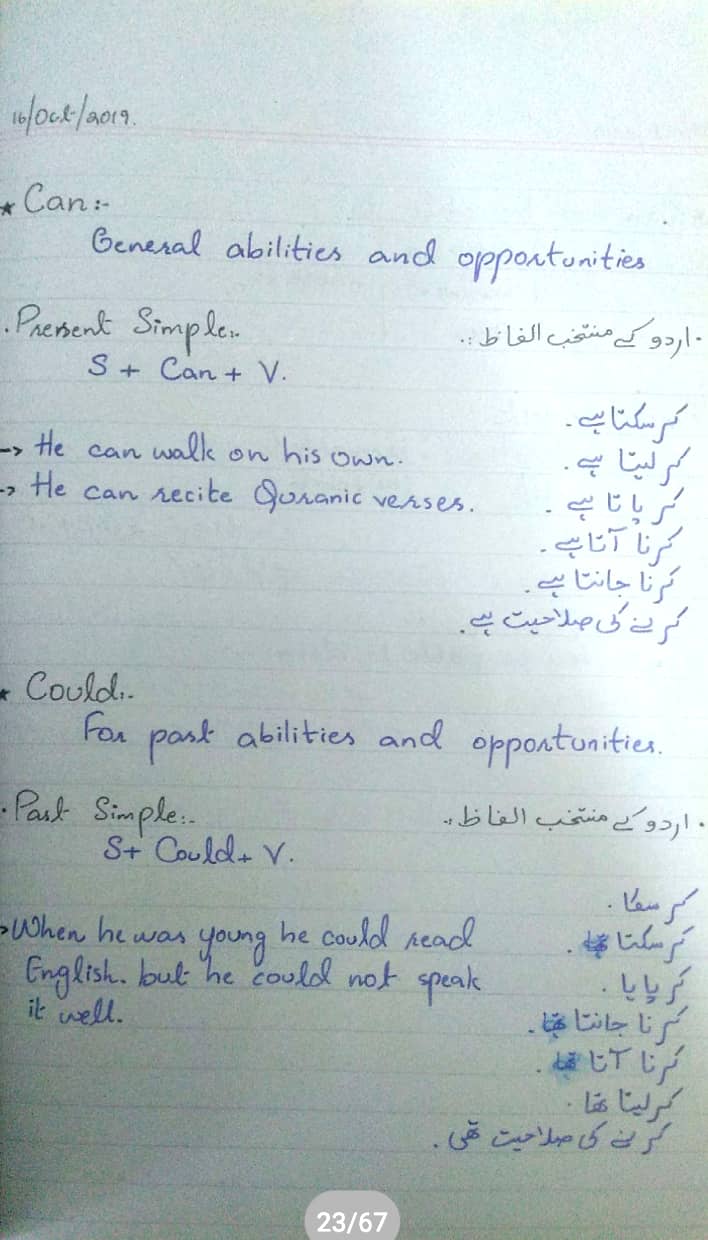 16/Oct/2019.
★ Can:-
General abilities and opportunities
. Present Simple:.
· اردو کے منتخب الفاظ :.
S + Can + V.
کر سکتا ہے.
→ He can walk on his own.
کر لیتا ہے.
→ He can recite Quranic verses.
کر پاتا ہے.
کرنا آتا ہے.
کرنا جانتا ہے.
کرنے کی صلاحیت ہے.
★ Could:.-
For past abilities and opportunities.
· Past Simple:-.
· اردو کے منتخب الفاظ :.
S+ Could+ V.
کر سکا.
→ When he was young he could read
کر سکتا تھا.
English. but he could not speak
کر پایا.
it well.
کرنا جانتا تھا.
کرنا آتا تھا.
کر لیتا تھا.
کرنے کی صلاحیت تھی.
23/67